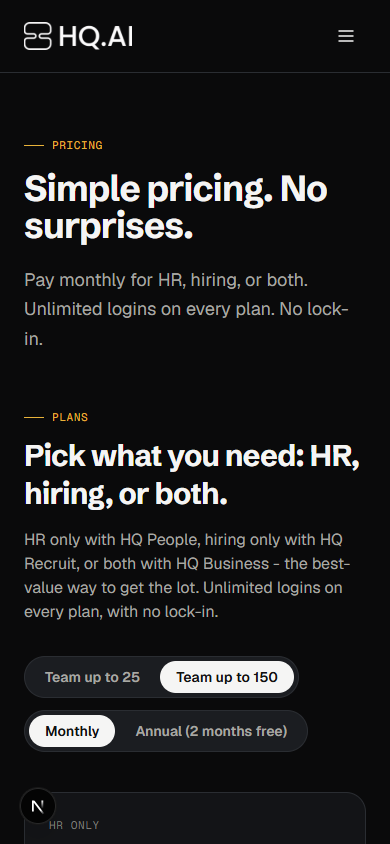 HQ.AI
PRICING
Simple pricing. No
surprises.
Pay monthly for HR, hiring, or both.
Unlimited logins on every plan. No lock-
in.
PLANS
Pick what you need: HR,
hiring, or both.
HR only with HQ People, hiring only with HQ
Recruit, or both with HQ Business - the best-
value way to get the lot. Unlimited logins on
every plan, with no lock-in.
Team up to 25 Team up to 150
Monthly Annual (2 months free)
N
HR ONLY